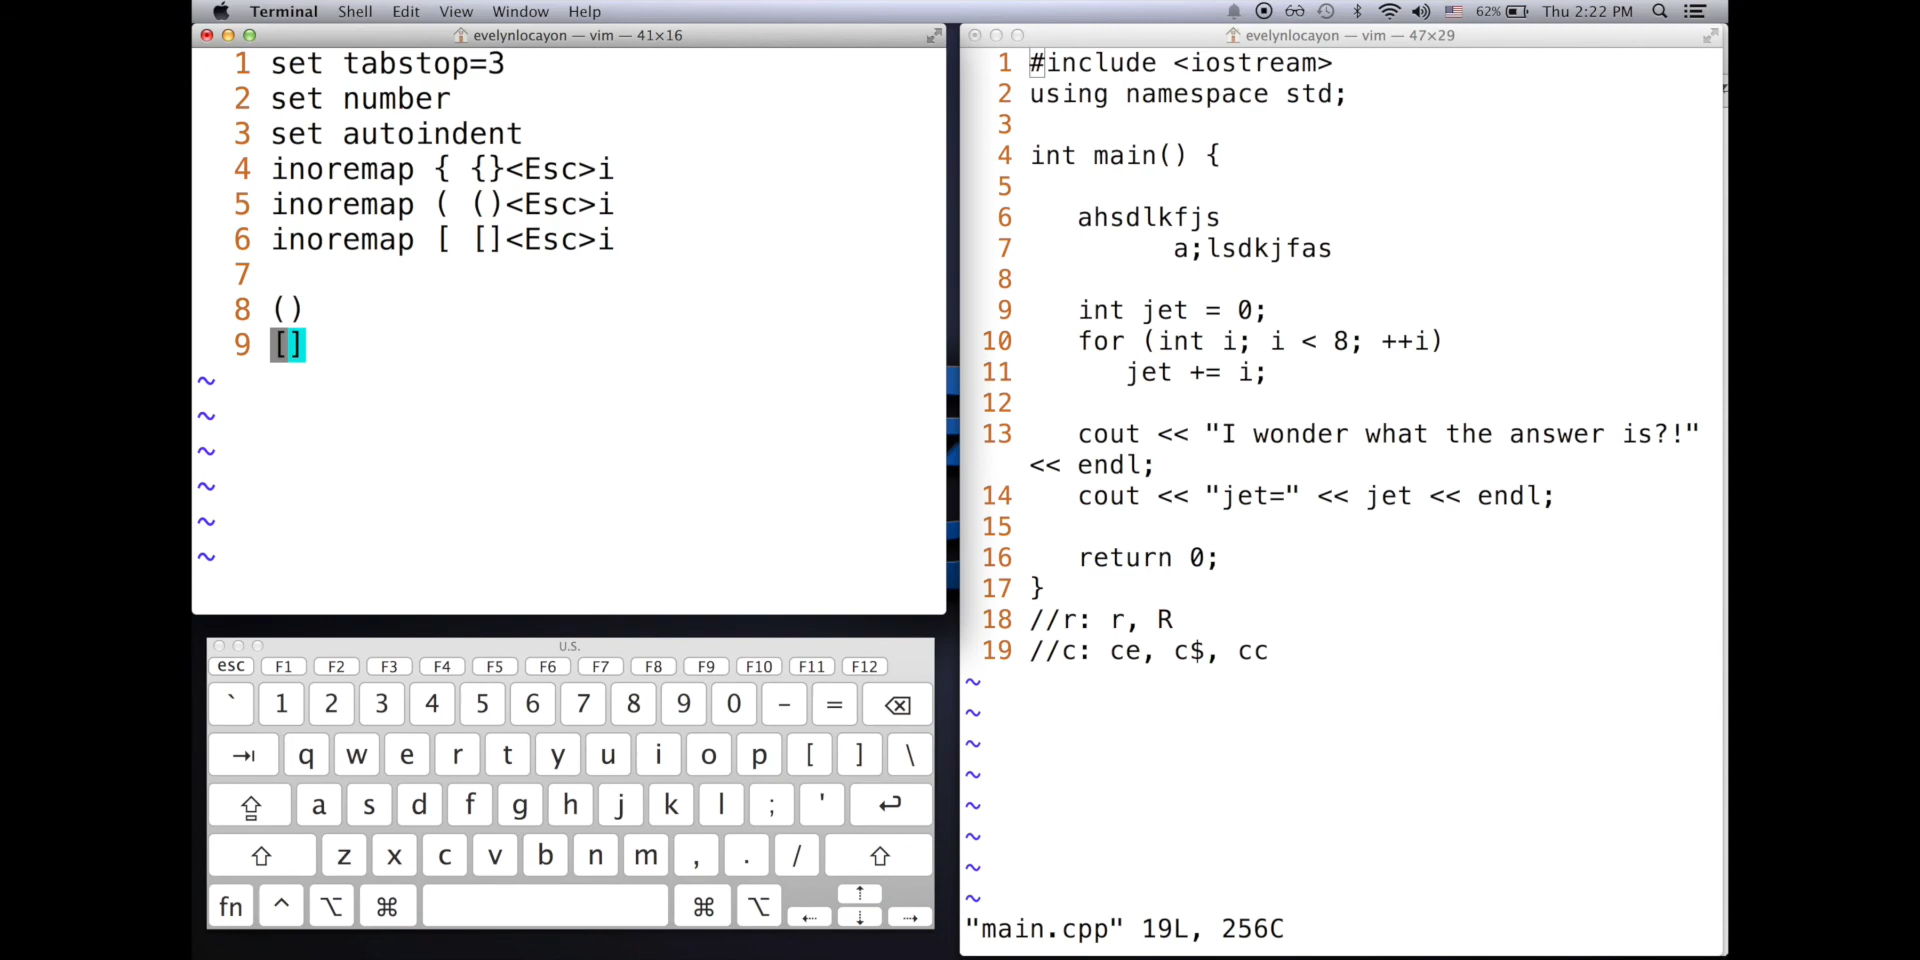 Terminal Shell Edit View Window Help 62% Thu 2:22 PM
evelynlocayon — vim — 41×16
1 set tabstop=3
2 set number
3 set autoindent
4 inoremap { {}<Esc>i
5 inoremap ( ()<Esc>i
6 inoremap [ []<Esc>i
7
8 ()
9 []
~
~
~
~
~
~
U.S.
esc F1 F2 F3 F4 F5 F6 F7 F8 F9 F10 F11 F12
` 1 2 3 4 5 6 7 8 9 0 - =
q w e r t y u i o p [ ] \
a s d f g h j k l ; '
z x c v b n m , . /
fn ^ ⌥ ⌘ ⌘ ⌥
evelynlocayon — vim — 47×29
1 #include <iostream>
2 using namespace std;
3
4 int main() {
5
6 ahsdlkfjs
7 a;lsdkjfas
8
9 int jet = 0;
10 for (int i; i < 8; ++i)
11 jet += i;
12
13 cout << "I wonder what the answer is?!"
<< endl;
14 cout << "jet=" << jet << endl;
15
16 return 0;
17 }
18 //r: r, R
19 //c: ce, c$, cc
~
~
~
~
~
~
~
~
"main.cpp" 19L, 256C